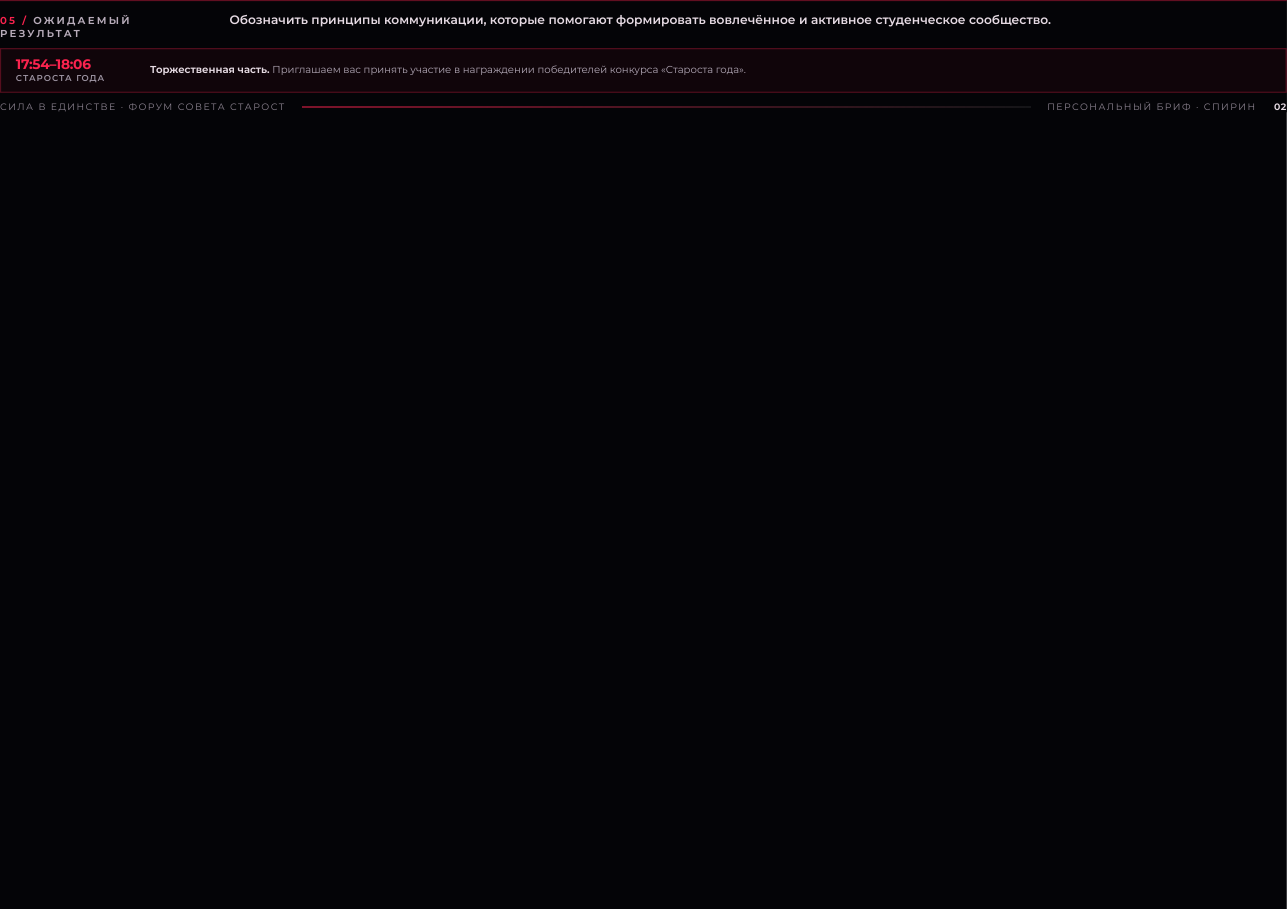 05 / ОЖИДАЕМЫЙ
РЕЗУЛЬТАТ
Обозначить принципы коммуникации, которые помогают формировать вовлечённое и активное студенческое сообщество.
17:54–18:06
СТАРОСТА ГОДА
Торжественная часть. Приглашаем вас принять участие в награждении победителей конкурса «Староста года».
СИЛА В ЕДИНСТВЕ · ФОРУМ СОВЕТА СТАРОСТ
ПЕРСОНАЛЬНЫЙ БРИФ · СПИРИН 02